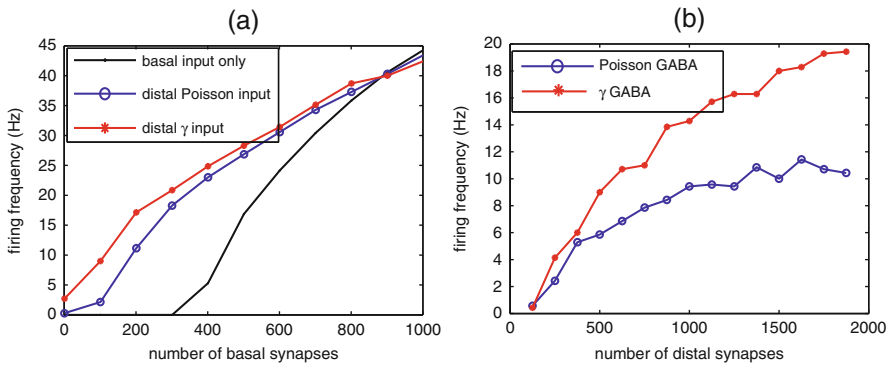 (a)
45
40
35
30
25
20
15
10
5
0
firing frequency (Hz)
basal input only
distal Poisson input
distal γ input
0 200 400 600 800 1000
number of basal synapses
(b)
20
18
16
14
12
10
8
6
4
2
0
firing frequency (Hz)
Poisson GABA
γ GABA
0 500 1000 1500 2000
number of distal synapses